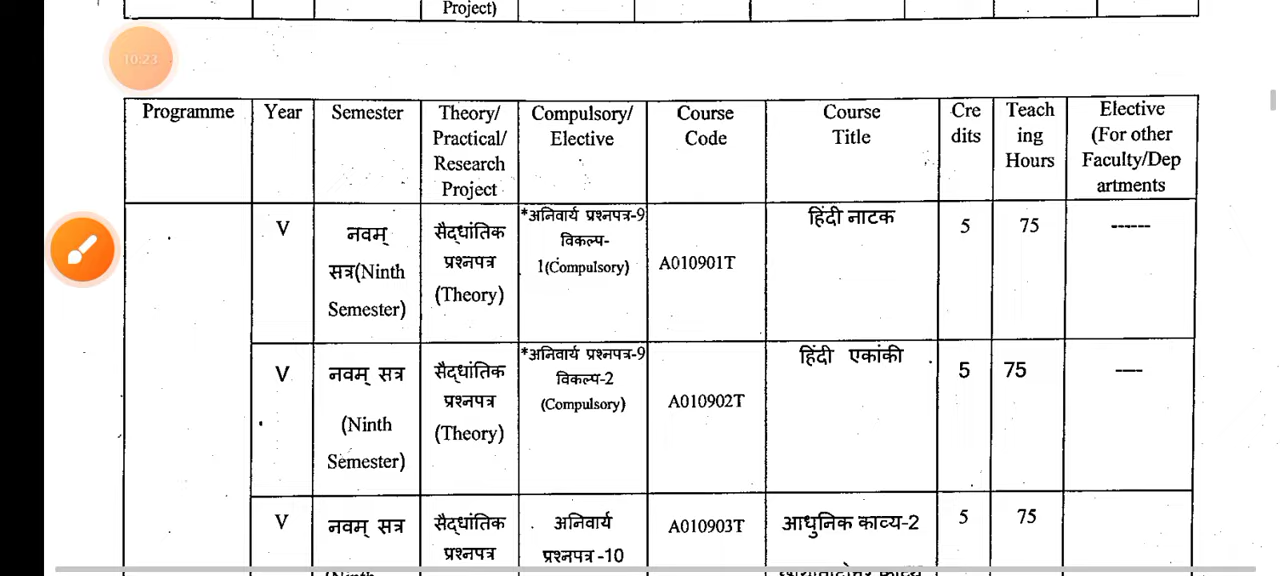 Project)
10:23
Programme Year Semester Theory/ Compulsory/ Course Course Cre Teach Elective
Practical/ Elective Code Title dits ing (For other
Research Hours Faculty/Dep
Project artments
V नवम् सैद्धांतिक *अनिवार्य प्रश्नपत्र-9 A010901T हिंदी नाटक 5 75 ------
सत्र(Ninth प्रश्नपत्र विकल्प-
Semester) (Theory) 1(Compulsory)
V नवम् सत्र सैद्धांतिक *अनिवार्य प्रश्नपत्र-9 A010902T हिंदी एकांकी 5 75 ----
(Ninth प्रश्नपत्र विकल्प-2
Semester) (Theory) (Compulsory)
V नवम् सत्र सैद्धांतिक अनिवार्य A010903T आधुनिक काव्य-2 5 75
प्रश्नपत्र प्रश्नपत्र -10